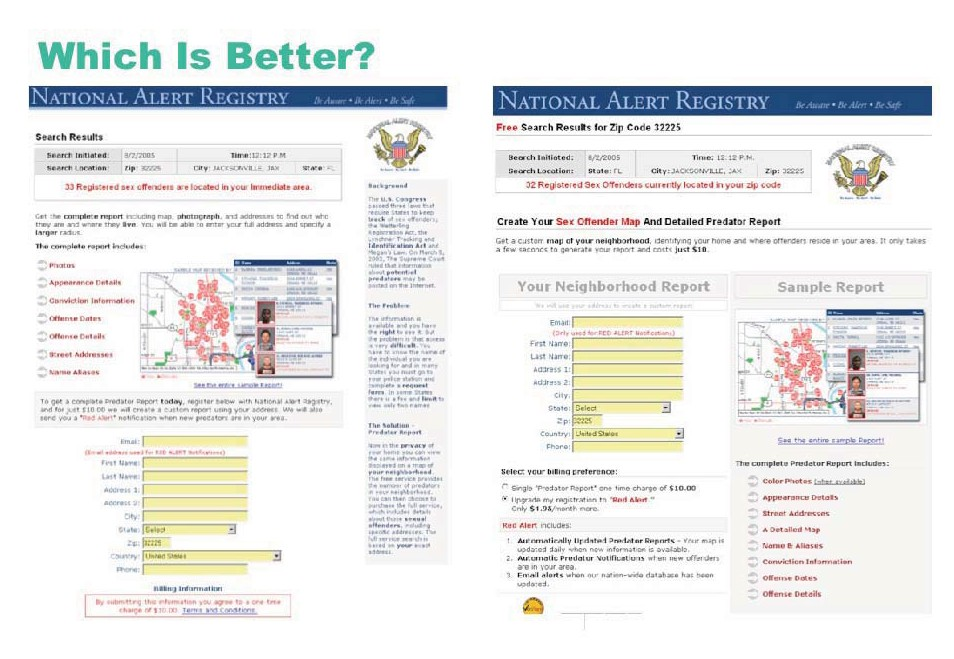 Which Is Better?
NATIONAL ALERT REGISTRY Be Aware • Be Alert • Be Safe
Search Results
Search Initiated: 8/2/2005 Time: 12:12 P.M.
Search Location: Zip: 32225 City: JACKSONVILLE, JAX State: FL
33 Registered sex offenders are located in your immediate area.
Get the complete report including map, photograph, and addresses to find out who
they are and where they live. You will be able to enter your full address and specify a
larger radius.
The complete report includes:
Photos
Appearance Details
Conviction Information
Offense Dates
Offense Details
Street Addresses
Name Aliases
See the entire sample Report!
To get a complete Predator Report today, register below with National Alert Registry,
and for just $10.00 we will create a custom report using your address. We will also
send you a "Red Alert" notification when new predators are in your area.
Email:
(Email address used for RED ALERT Notifications)
First Name:
Last Name:
Address 1:
Address 2:
City:
State: Select
Zip: 32225
Country: United States
Phone:
Billing Information
By submitting this information you agree to a one time
charge of $10.00. Terms and Conditions.
Background
The U.S. Congress
passed three laws that
require States to keep
track of sex offenders;
the Wetterling
Registration Act, the
Lynchner Tracking and
Identification Act and
Megan's Law. On March 5,
2003, The Supreme Court
ruled that information
about potential
predators may be
posted on the Internet.
The Problem
The information is
available and you have
the right to see it. But
the problem is that access
is very difficult. You
have to know the name of
the individual you are
looking for and in many
States you must go to
your police station and
complete a request
form. In some States
there is a fee and limit to
view only two names
The Solution -
Predator Report
Now in the privacy of
your home you can view
the same information
displayed on a map of
your neighborhood.
The free service provides
the number of predators
in your neighborhood.
You can then choose to
purchase the full service,
which includes details
about those sexual
offenders, including
specific addresses. The
full service search is
based on your exact
address.
NATIONAL ALERT REGISTRY Be Aware • Be Alert • Be Safe
Free Search Results for Zip Code 32225
Search Initiated: 8/2/2005 Time: 12:12 P.M.
Search Location: State: FL City: JACKSONVILLE, JAX Zip: 32225
32 Registered Sex Offenders currently located in your zip code
Create Your Sex Offender Map And Detailed Predator Report
Get a custom map of your neighborhood, identifying your home and where offenders reside in your area. It only takes
a few seconds to generate your report and costs just $10.
Your Neighborhood Report
We will use your address to create a custom report
Email:
(Only used for RED ALERT Notifications)
First Name:
Last Name:
Address 1:
Address 2:
City:
State: Select
Zip: 32225
Country: United States
Phone:
Select your billing preference:
Single "Predator Report" one time charge of $10.00
Upgrade my registration to "Red Alert"
Only $1.95/month more.
Red Alert includes:
1. Automatically Updated Predator Reports - Your map is
updated daily when new information is available.
2. Automatic Predator Notifications when new offenders
are in your area.
3. Email alerts when our nation-wide database has been
updated.
Sample Report
See the entire sample Report!
The complete Predator Report Includes:
Color Photos (when available)
Appearance Details
Street Addresses
A Detailed Map
Name & Aliases
Conviction Information
Offense Dates
Offense Details